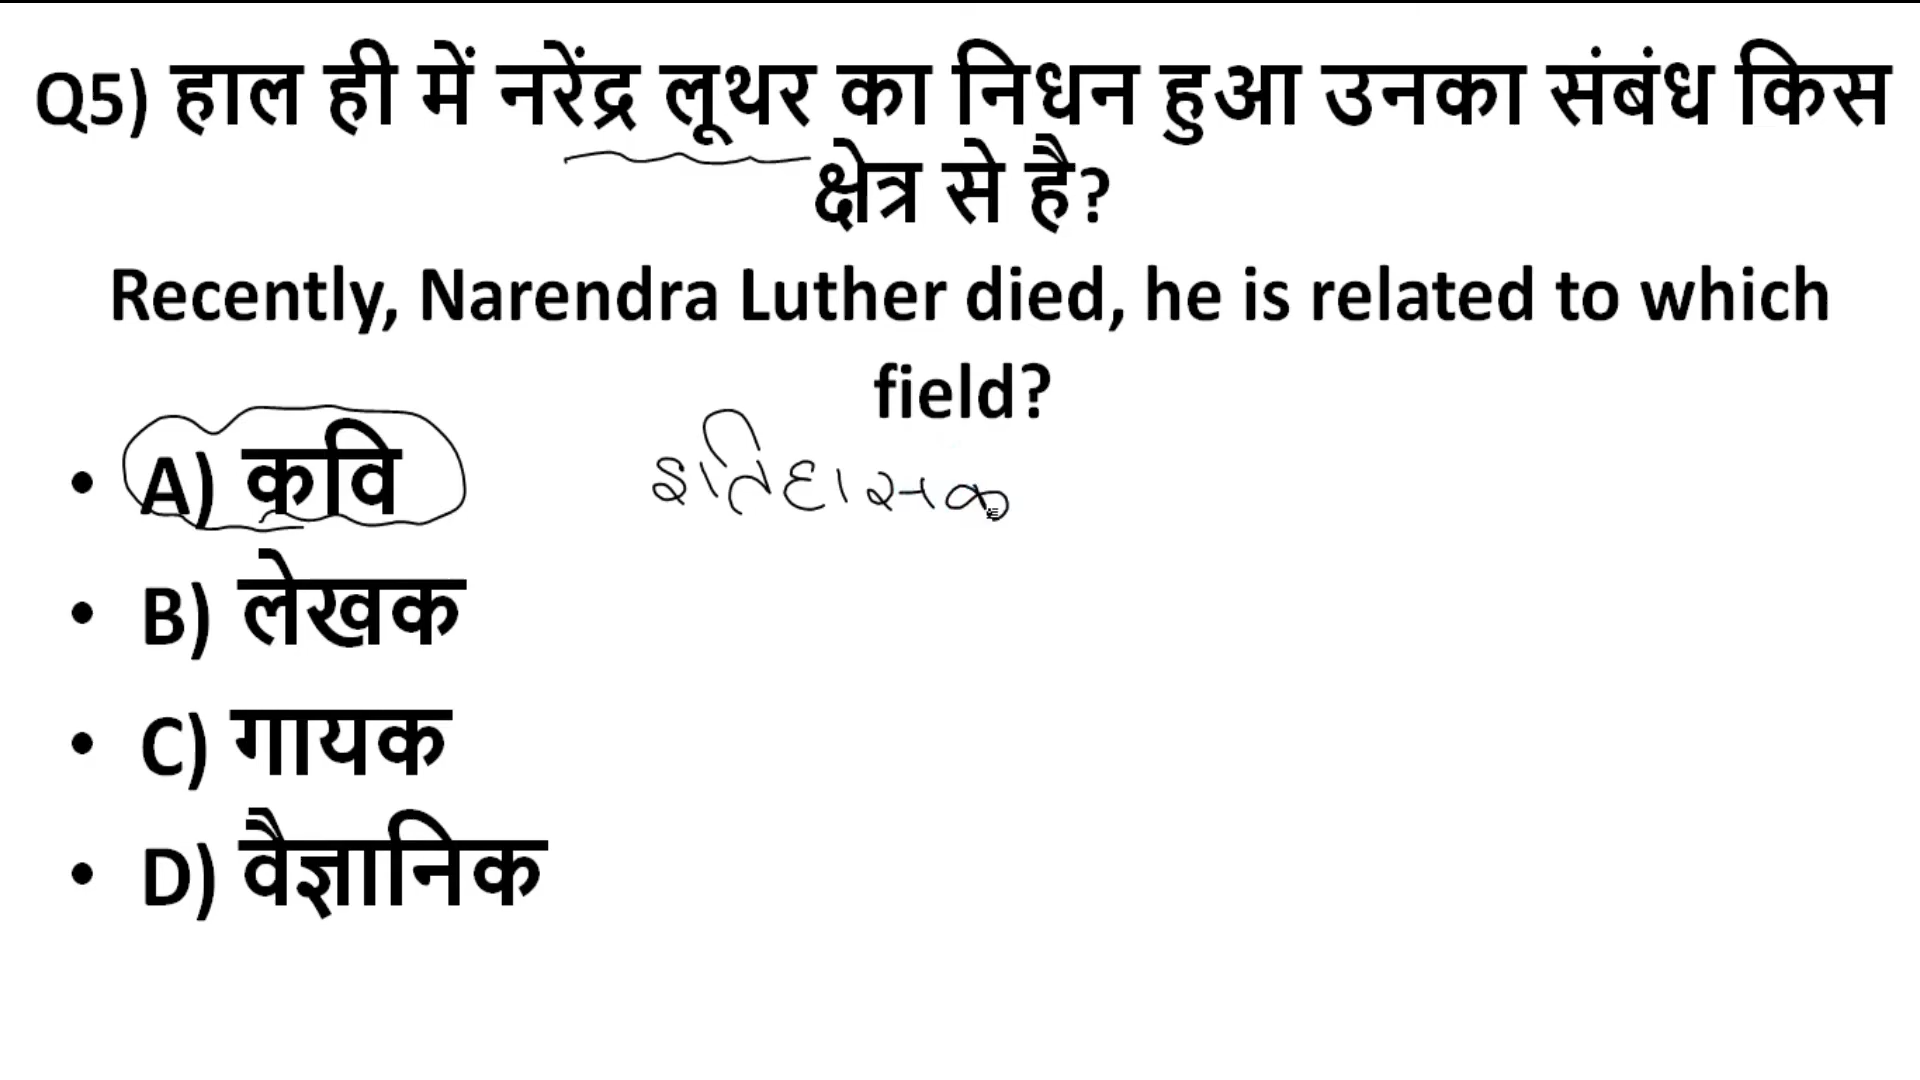 Q5) हाल ही में नरेंद्र लूथर का निधन हुआ उनका संबंध किस
क्षेत्र से है?
Recently, Narendra Luther died, he is related to which
field?
• A) कवि
इतिहासक
• B) लेखक
• C) गायक
• D) वैज्ञानिक